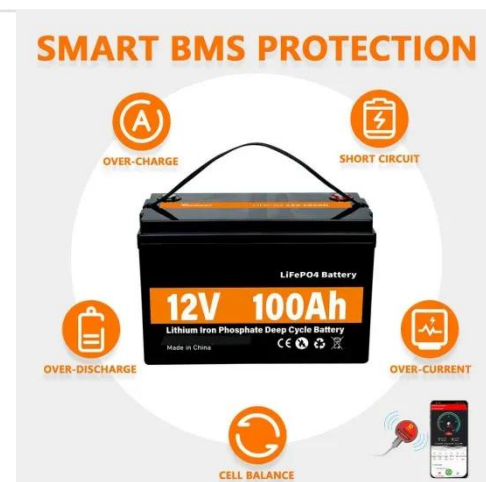 SMART BMS PROTECTION
OVER-CHARGE
SHORT CIRCUIT
LiFePO4 Battery
12V 100Ah
Lithium Iron Phosphate Deep Cycle Battery
Made in China
CE
OVER-DISCHARGE
OVER-CURRENT
CELL BALANCE